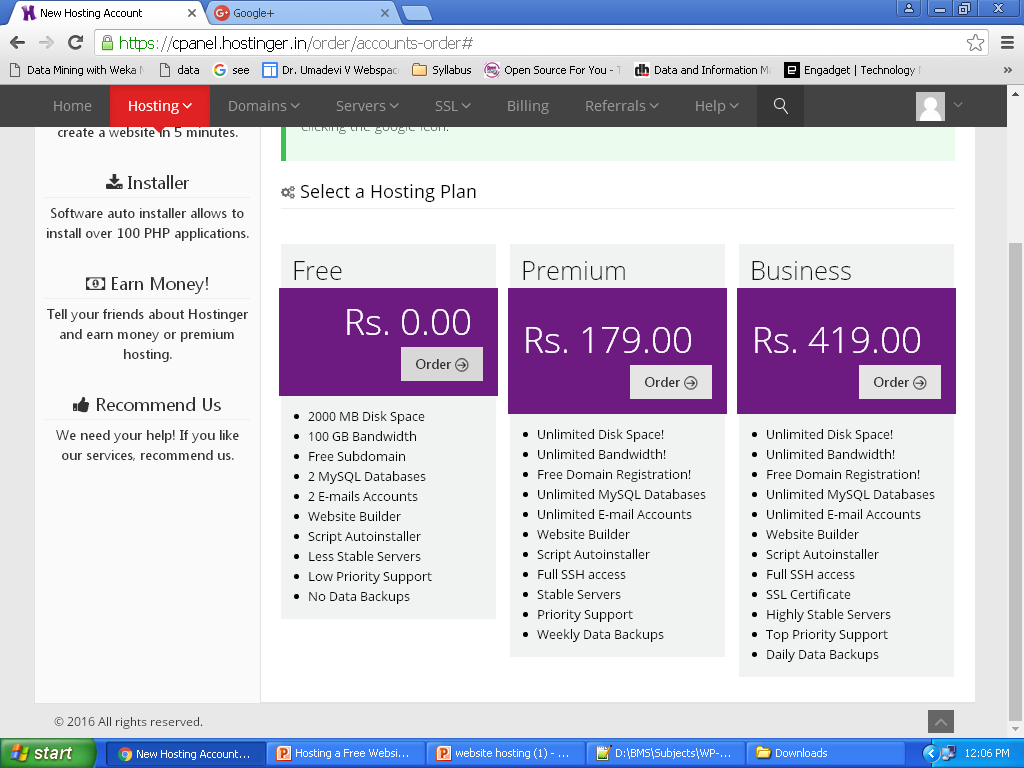 New Hosting Account
Google+
https://cpanel.hostinger.in/order/accounts-order#
Data Mining with Weka
data
see
Dr. Umadevi V Webspac
Syllabus
Open Source For You -
Data and Information M
Engadget | Technology
Home
Hosting
Domains
Servers
SSL
Billing
Referrals
Help
create a website in 5 minutes.
Installer
Software auto installer allows to
install over 100 PHP applications.
Earn Money!
Tell your friends about Hostinger
and earn money or premium
hosting.
Recommend Us
We need your help! If you like
our services, recommend us.
clicking the google icon.
Select a Hosting Plan
Free
Rs. 0.00
Order
2000 MB Disk Space
100 GB Bandwidth
Free Subdomain
2 MySQL Databases
2 E-mails Accounts
Website Builder
Script Autoinstaller
Less Stable Servers
Low Priority Support
No Data Backups
Premium
Rs. 179.00
Order
Unlimited Disk Space!
Unlimited Bandwidth!
Free Domain Registration!
Unlimited MySQL Databases
Unlimited E-mail Accounts
Website Builder
Script Autoinstaller
Full SSH access
Stable Servers
Priority Support
Weekly Data Backups
Business
Rs. 419.00
Order
Unlimited Disk Space!
Unlimited Bandwidth!
Free Domain Registration!
Unlimited MySQL Databases
Unlimited E-mail Accounts
Website Builder
Script Autoinstaller
Full SSH access
SSL Certificate
Highly Stable Servers
Top Priority Support
Daily Data Backups
© 2016 All rights reserved.
start
New Hosting Account...
Hosting a Free Websi...
website hosting (1) - ...
D:\BMS\Subjects\WP-...
Downloads
12:06 PM